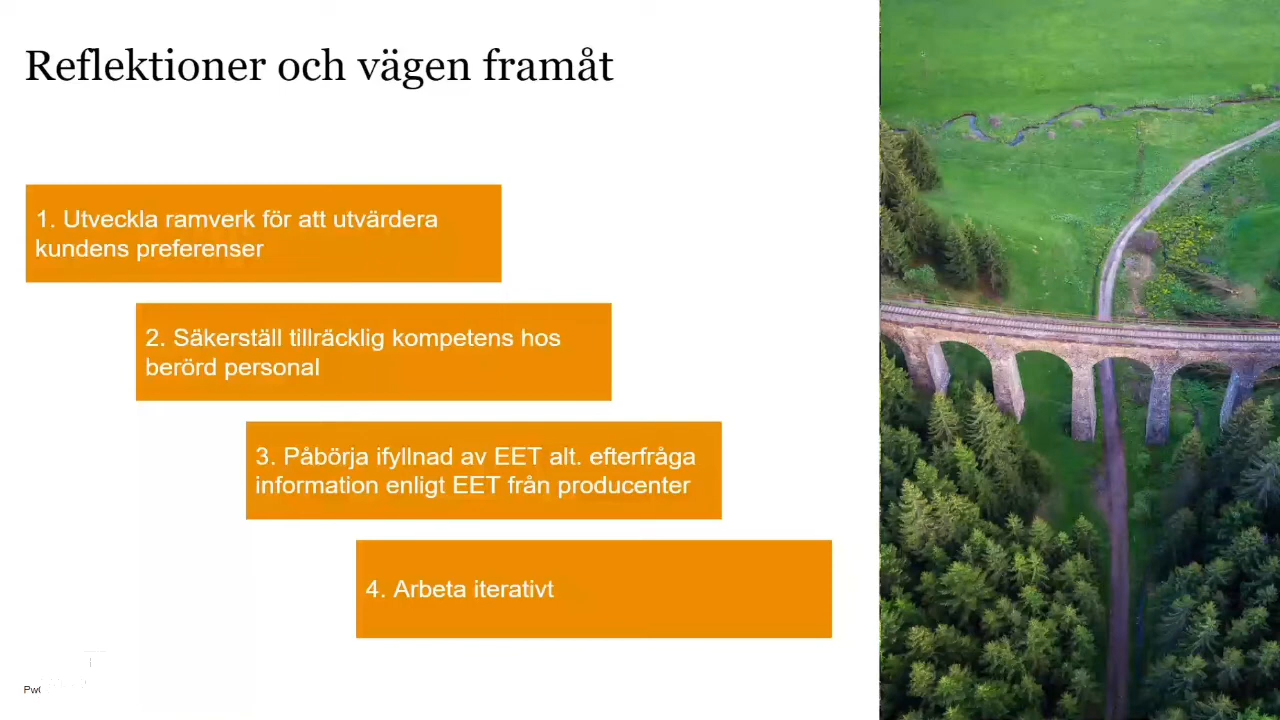 Reflektioner och vägen framåt
1. Utveckla ramverk för att utvärdera
kundens preferenser
2. Säkerställ tillräcklig kompetens hos
berörd personal
3. Påbörja ifyllnad av EET alt. efterfråga
information enligt EET från producenter
4. Arbeta iterativt